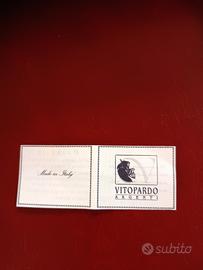 Made in Italy
VITOPARDO
ARGENTI
subito